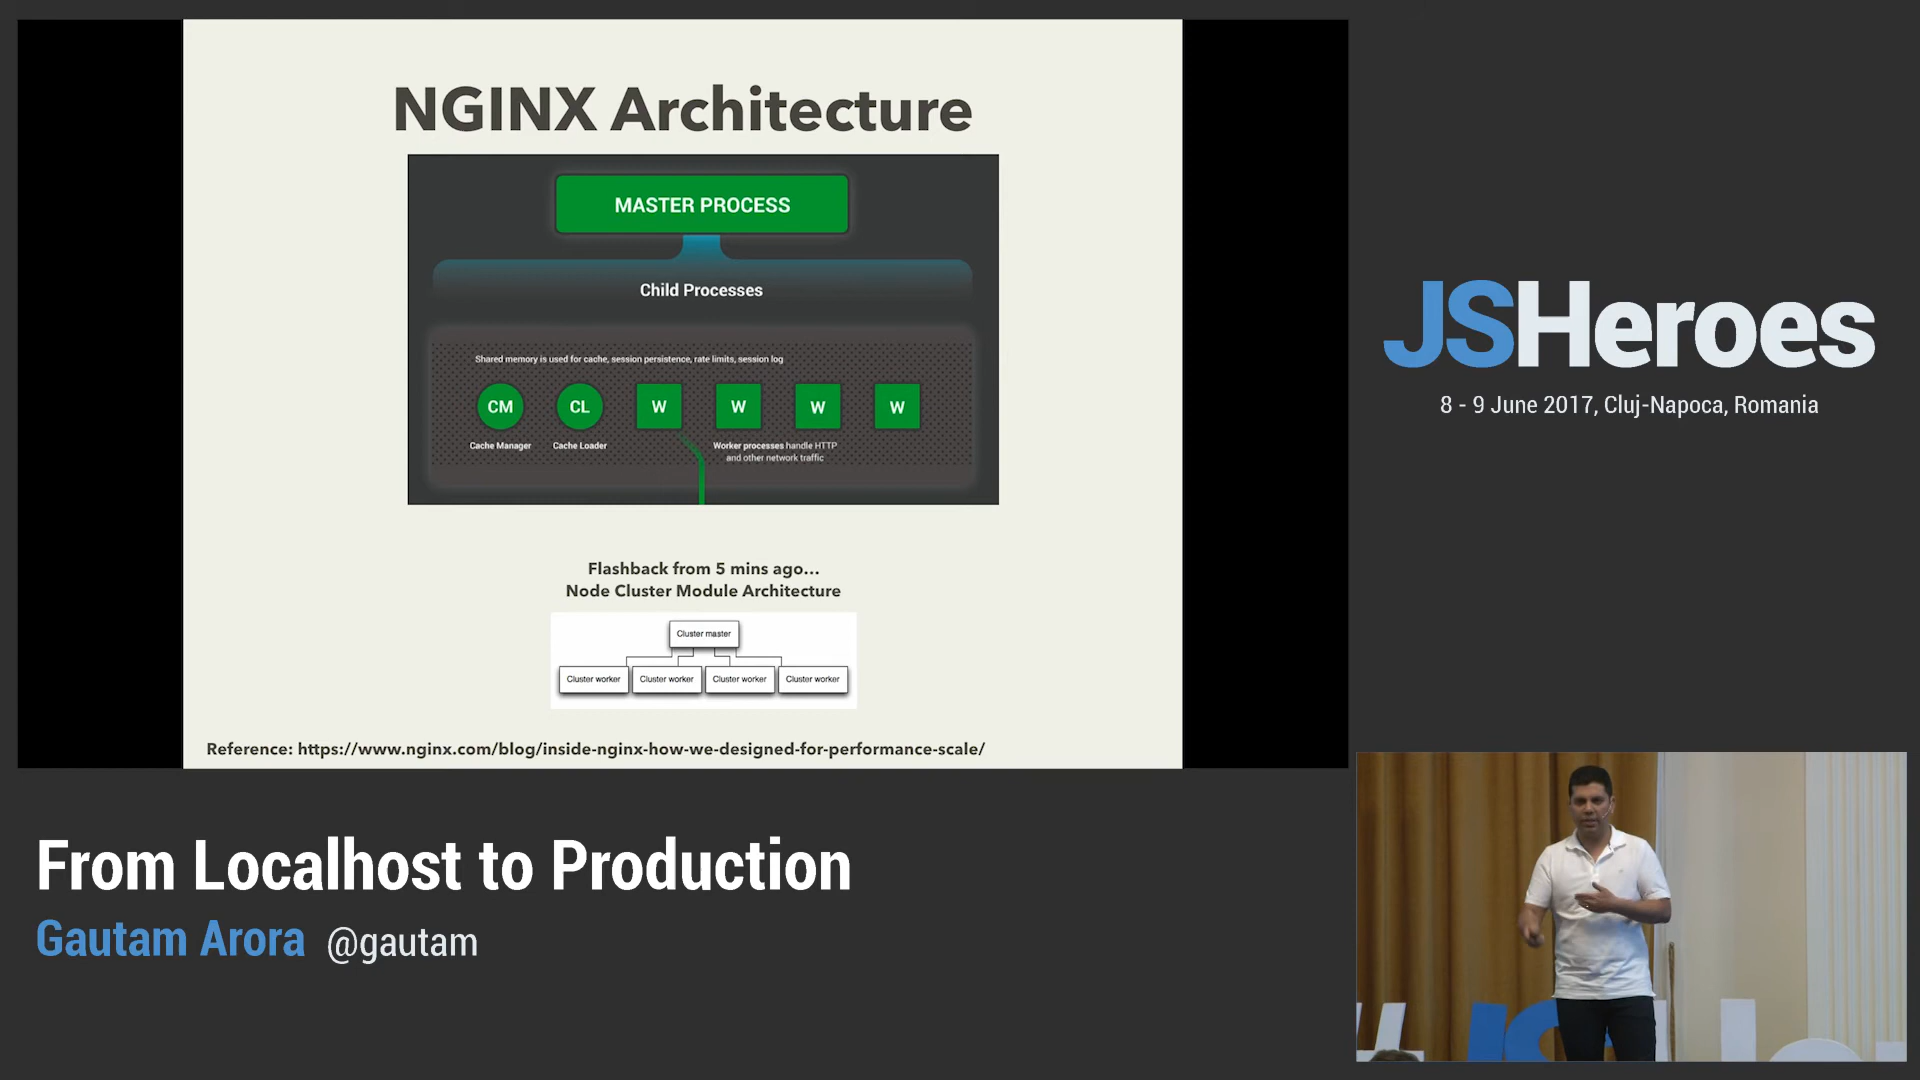 NGINX Architecture
MASTER PROCESS
Child Processes
Shared memory is used for cache, session persistence, rate limits, session log
CM
CL
W
W
W
W
Cache Manager
Cache Loader
Worker processes handle HTTP
and other network traffic
Flashback from 5 mins ago...
Node Cluster Module Architecture
Cluster master
Cluster worker
Cluster worker
Cluster worker
Cluster worker
Reference: https://www.nginx.com/blog/inside-nginx-how-we-designed-for-performance-scale/
JSHeroes
8 - 9 June 2017, Cluj-Napoca, Romania
From Localhost to Production
Gautam Arora @gautam